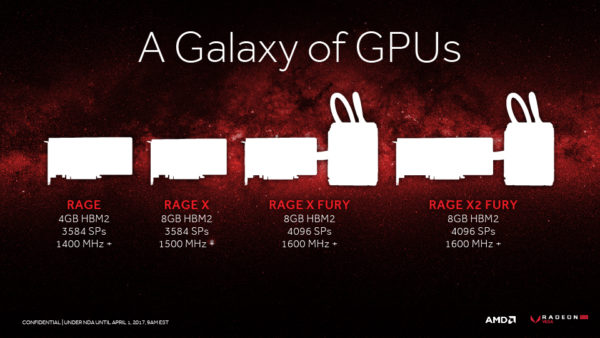 A Galaxy of GPUs
RAGE
4GB HBM2
3584 SPs
1400 MHz +
RAGE X
8GB HBM2
3584 SPs
1500 MHz +
RAGE X FURY
8GB HBM2
4096 SPs
1600 MHz +
RAGE X2 FURY
8GB HBM2
4096 SPs
1600 MHz +
CONFIDENTIAL | UNDER NDA UNTIL APRIL 1, 2017, 9AM EST
AMD
RADEON
VEGA